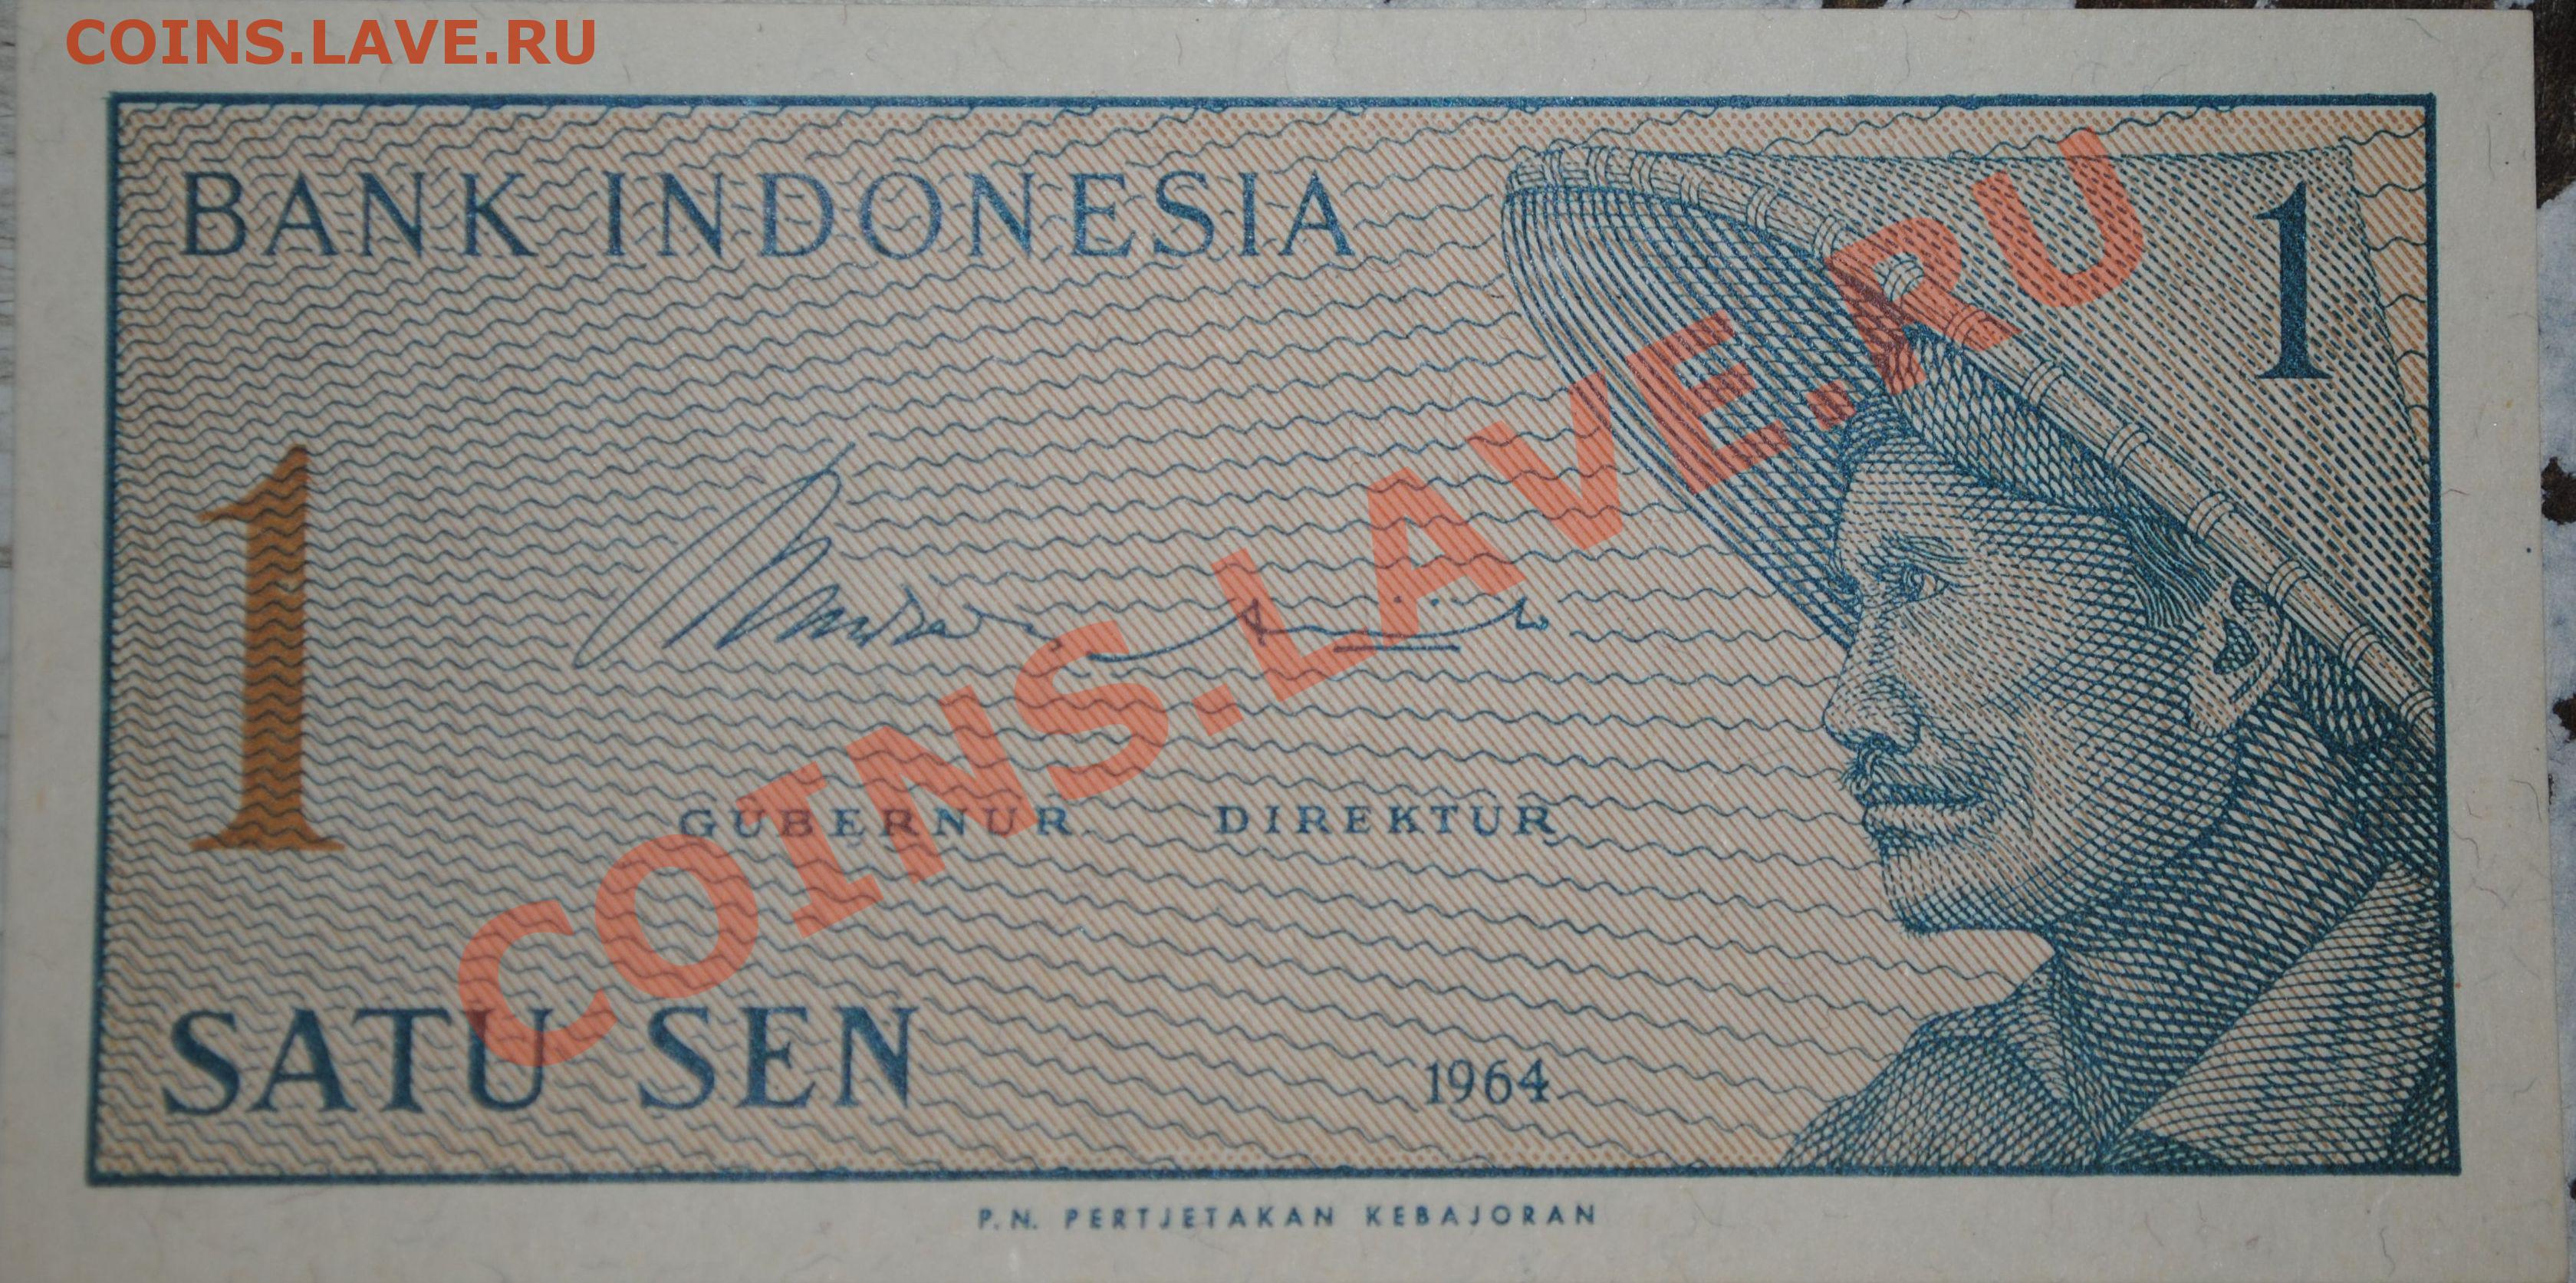 COINS.LAVE.RU
BANK INDONESIA
1
1
COINS.LAVE.RU
GUBERNUR DIREKTUR
SATU SEN
1964
P.N. PERTJETAKAN KEBAJORAN